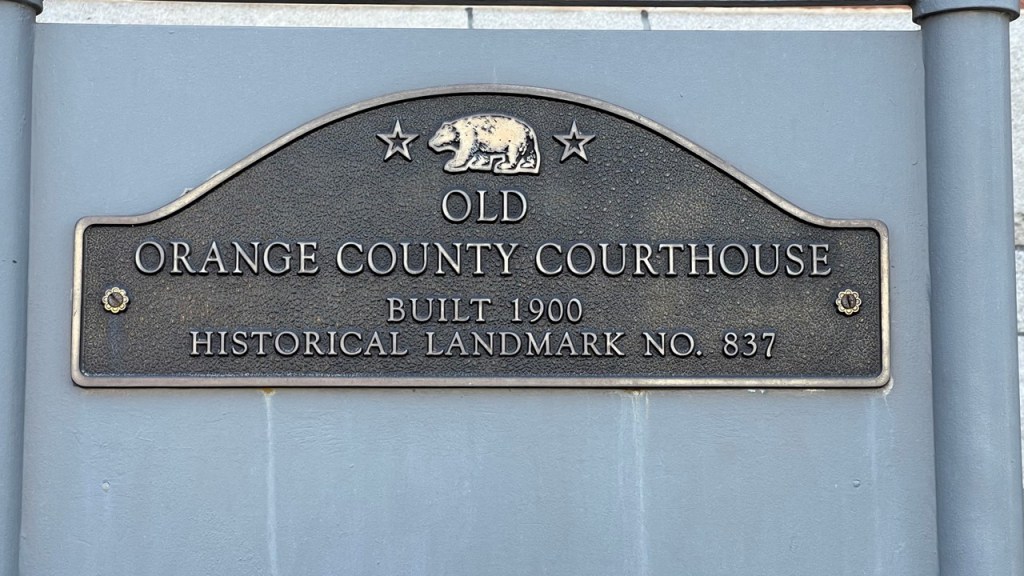 OLD
ORANGE COUNTY COURTHOUSE
BUILT 1900
HISTORICAL LANDMARK NO. 837